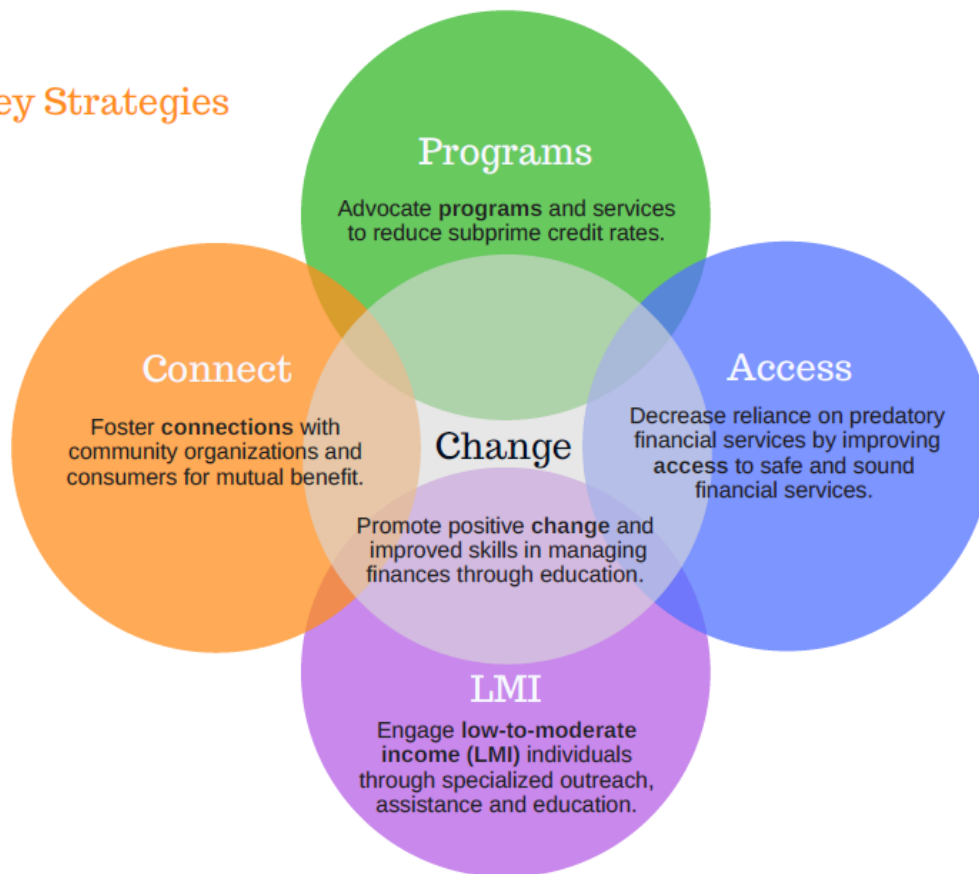 ey Strategies
Programs
Advocate programs and services
to reduce subprime credit rates.
Connect
Foster connections with
community organizations and
consumers for mutual benefit.
Access
Decrease reliance on predatory
financial services by improving
access to safe and sound
financial services.
Change
Promote positive change and
improved skills in managing
finances through education.
LMI
Engage low-to-moderate
income (LMI) individuals
through specialized outreach,
assistance and education.